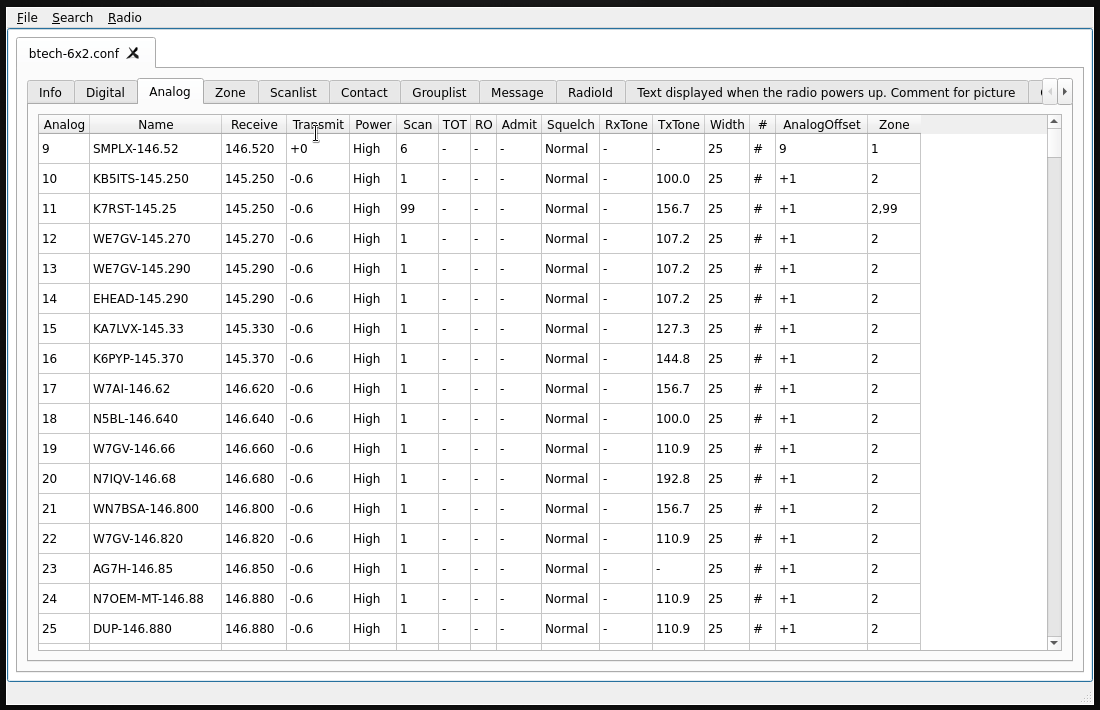 File Search Radio
btech-6x2.conf
Info Digital Analog Zone Scanlist Contact Grouplist Message RadioId Text displayed when the radio powers up. Comment for picture
Analog Name Receive Transmit Power Scan TOT RO Admit Squelch RxTone TxTone Width # AnalogOffset Zone
9 SMPLX-146.52 146.520 +0 High 6 - - - Normal - - 25 # 9 1
10 KB5ITS-145.250 145.250 -0.6 High 1 - - - Normal - 100.0 25 # +1 2
11 K7RST-145.25 145.250 -0.6 High 99 - - - Normal - 156.7 25 # +1 2,99
12 WE7GV-145.270 145.270 -0.6 High 1 - - - Normal - 107.2 25 # +1 2
13 WE7GV-145.290 145.290 -0.6 High 1 - - - Normal - 107.2 25 # +1 2
14 EHEAD-145.290 145.290 -0.6 High 1 - - - Normal - 107.2 25 # +1 2
15 KA7LVX-145.33 145.330 -0.6 High 1 - - - Normal - 127.3 25 # +1 2
16 K6PYP-145.370 145.370 -0.6 High 1 - - - Normal - 144.8 25 # +1 2
17 W7AI-146.62 146.620 -0.6 High 1 - - - Normal - 156.7 25 # +1 2
18 N5BL-146.640 146.640 -0.6 High 1 - - - Normal - 100.0 25 # +1 2
19 W7GV-146.66 146.660 -0.6 High 1 - - - Normal - 110.9 25 # +1 2
20 N7IQV-146.68 146.680 -0.6 High 1 - - - Normal - 192.8 25 # +1 2
21 WN7BSA-146.800 146.800 -0.6 High 1 - - - Normal - 156.7 25 # +1 2
22 W7GV-146.820 146.820 -0.6 High 1 - - - Normal - 110.9 25 # +1 2
23 AG7H-146.85 146.850 -0.6 High 1 - - - Normal - - 25 # +1 2
24 N7OEM-MT-146.88 146.880 -0.6 High 1 - - - Normal - 110.9 25 # +1 2
25 DUP-146.880 146.880 -0.6 High 1 - - - Normal - 110.9 25 # +1 2